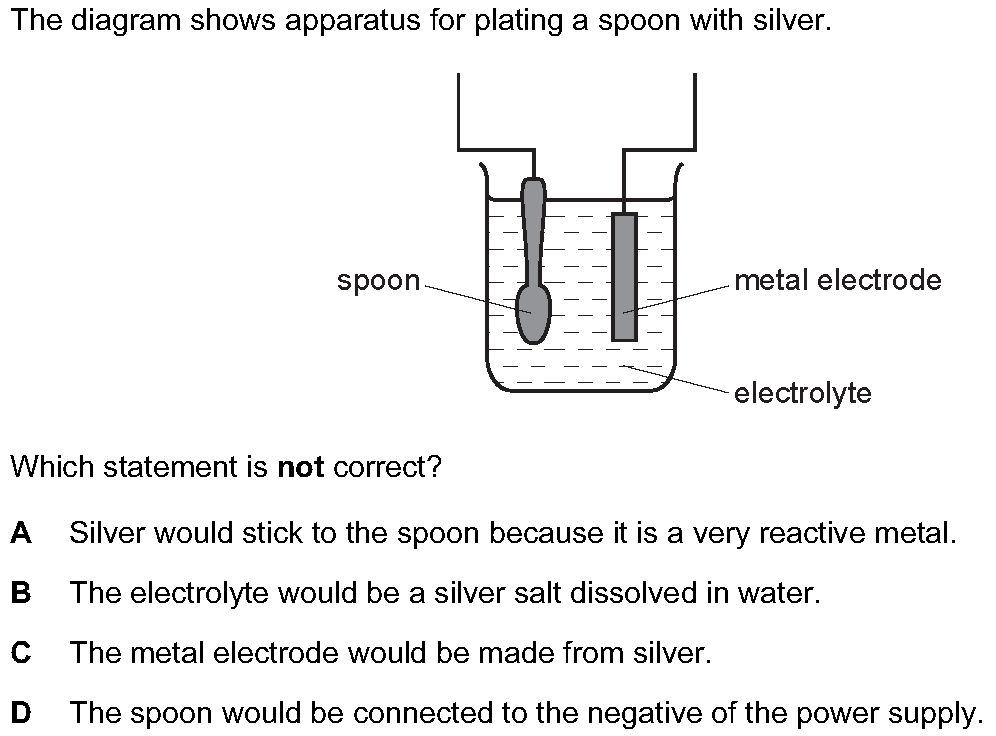 The diagram shows apparatus for plating a spoon with silver.
spoon
metal electrode
electrolyte
Which statement is not correct?
A Silver would stick to the spoon because it is a very reactive metal.
B The electrolyte would be a silver salt dissolved in water.
C The metal electrode would be made from silver.
D The spoon would be connected to the negative of the power supply.